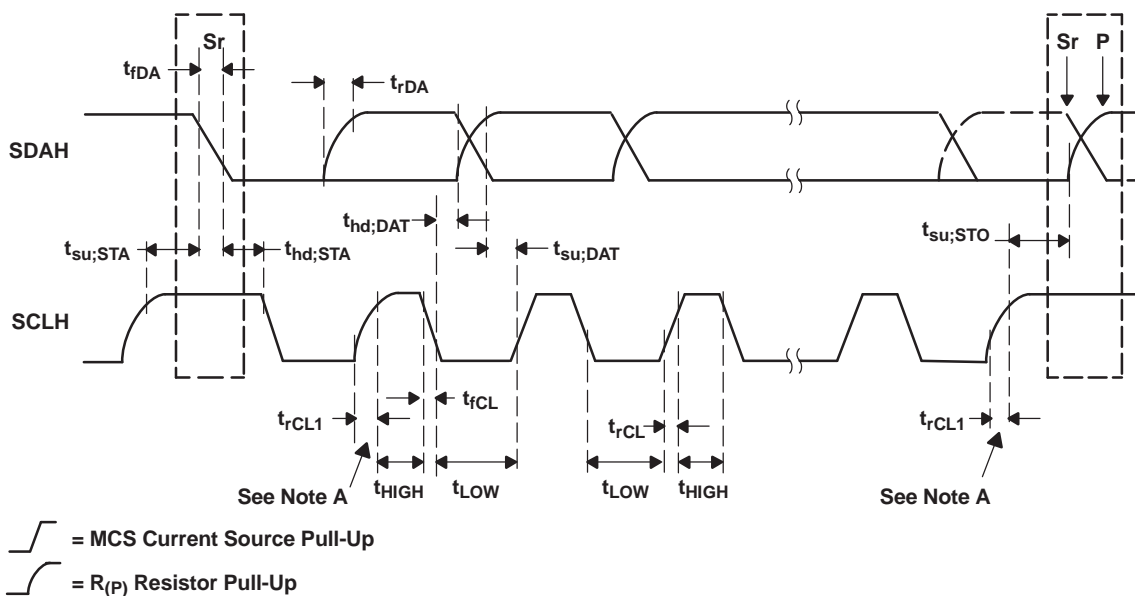 Sr
Sr P
tfDA
trDA
SDAH
thd;DAT
tsu;STA
thd;STA
tsu;DAT
tsu;STO
SCLH
tfCL
trCL1
trCL
trCL1
See Note A
tHIGH
tLOW
tLOW
tHIGH
See Note A
= MCS Current Source Pull-Up
= R(P) Resistor Pull-Up